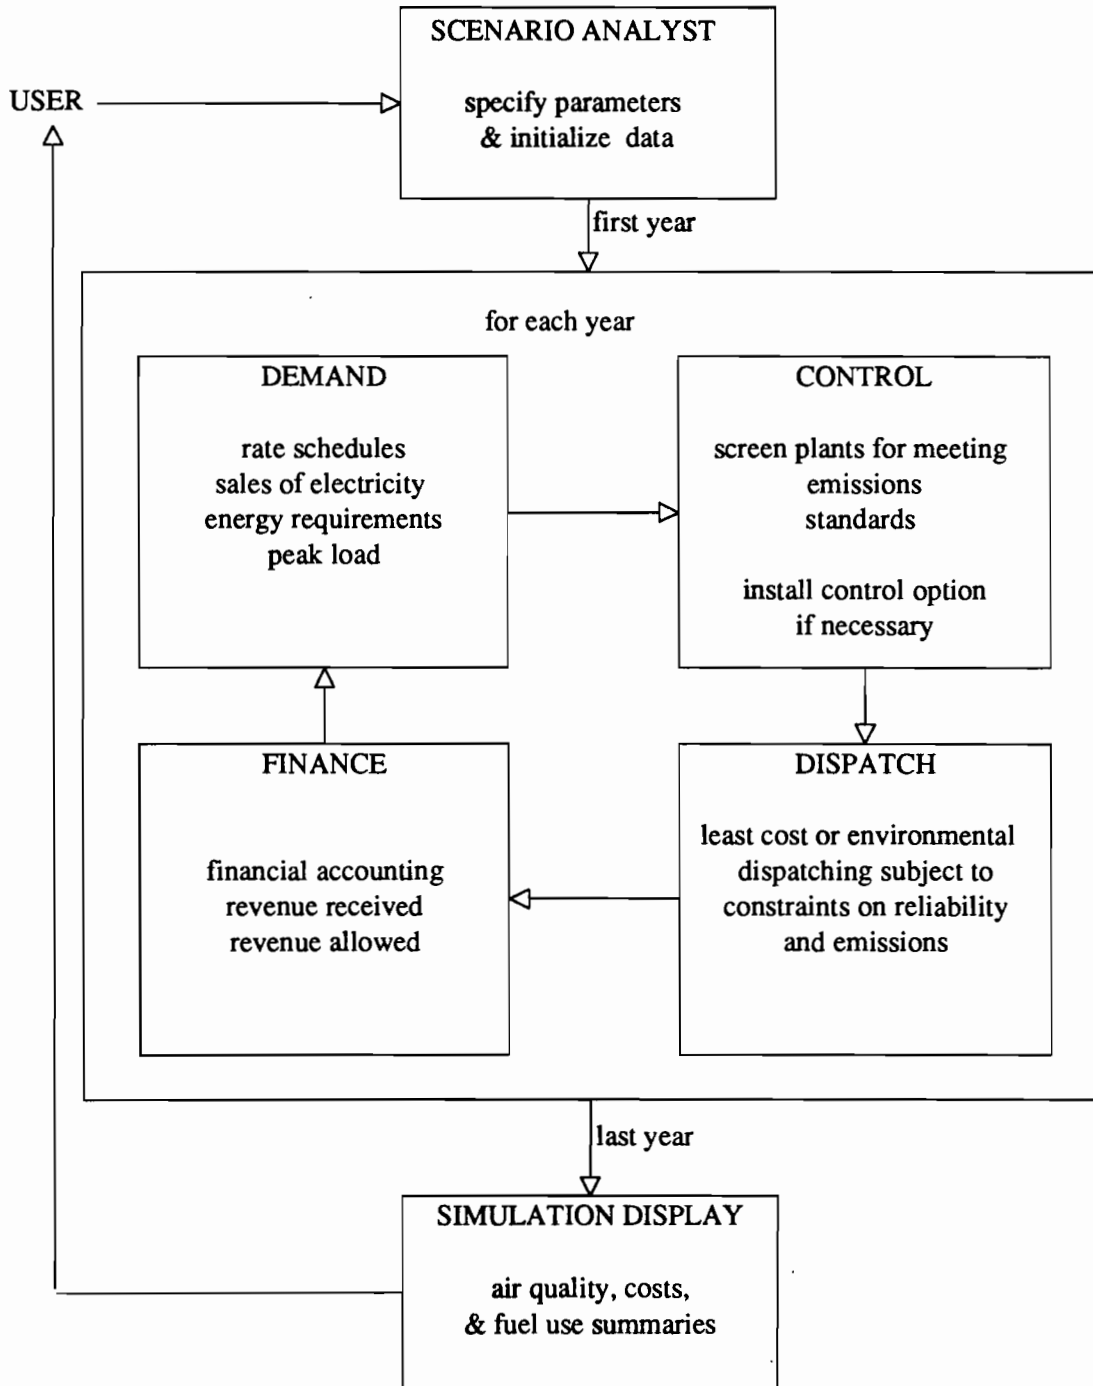 SCENARIO ANALYST
USER
specify parameters
& initialize data
first year
for each year
DEMAND
rate schedules
sales of electricity
energy requirements
peak load
CONTROL
screen plants for meeting
emissions
standards
install control option
if necessary
FINANCE
financial accounting
revenue received
revenue allowed
DISPATCH
least cost or environmental
dispatching subject to
constraints on reliability
and emissions
last year
SIMULATION DISPLAY
air quality, costs,
& fuel use summaries